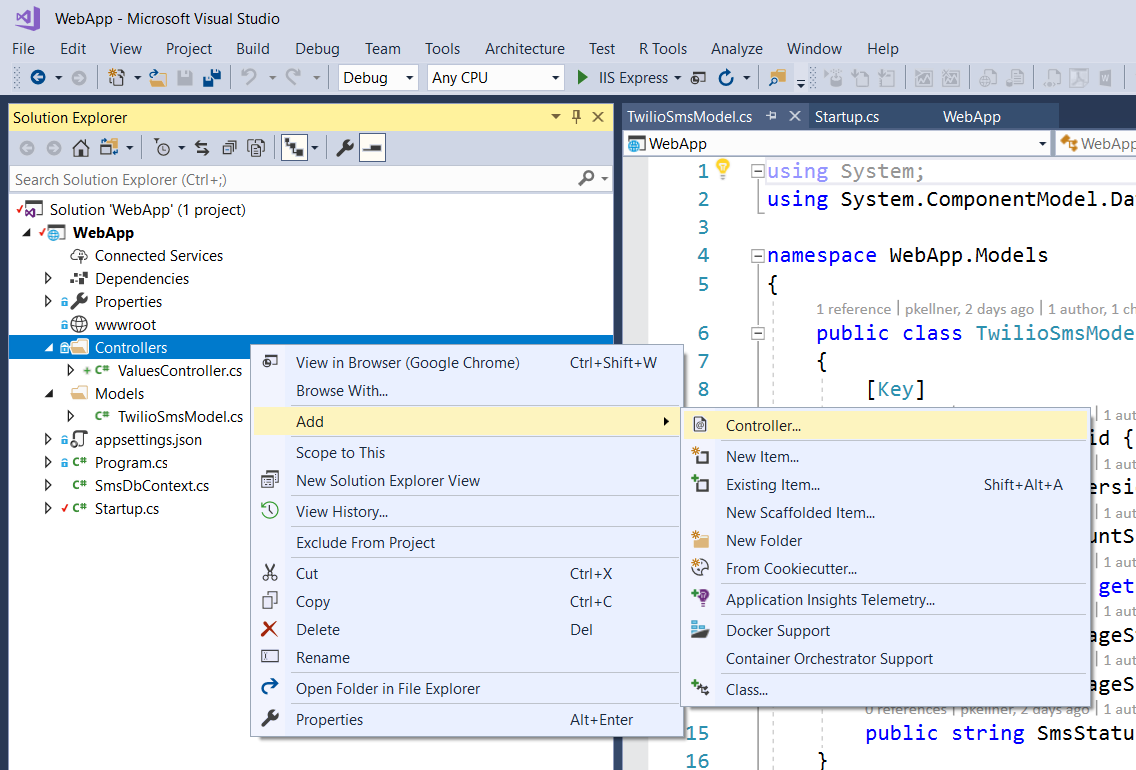 WebApp - Microsoft Visual Studio
File Edit View Project Build Debug Team Tools Architecture Test R Tools Analyze Window Help
Debug Any CPU IIS Express
Solution Explorer
Search Solution Explorer (Ctrl+;)
Solution 'WebApp' (1 project)
WebApp
Connected Services
Dependencies
Properties
wwwroot
Controllers
C# ValuesController.cs
Models
C# TwilioSmsModel.cs
appsettings.json
C# Program.cs
C# SmsDbContext.cs
C# Startup.cs
View in Browser (Google Chrome) Ctrl+Shift+W
Browse With...
Add
Scope to This
New Solution Explorer View
View History...
Exclude From Project
Cut Ctrl+X
Copy Ctrl+C
Delete Del
Rename
Open Folder in File Explorer
Properties Alt+Enter
Controller...
New Item...
Existing Item... Shift+Alt+A
New Scaffolded Item...
New Folder
From Cookiecutter...
Application Insights Telemetry...
Docker Support
Container Orchestrator Support
Class...
TwilioSmsModel.cs Startup.cs WebApp
WebApp WebApp
1 using System;
2 using System.ComponentModel.Da
3
4 namespace WebApp.Models
5 {
1 reference | pkellner, 2 days ago | 1 author, 1 ch
6 public class TwilioSmsMode
7 {
8 [Key]
| 1 aut
id {
| 1 aut
ersi
| 1 aut
untS
| 1 aut
get
| 1 aut
ageS
| 1 aut
ageS
0 references | pkellner, 2 days ago | 1 aut
15 public string SmsStatu
16 }